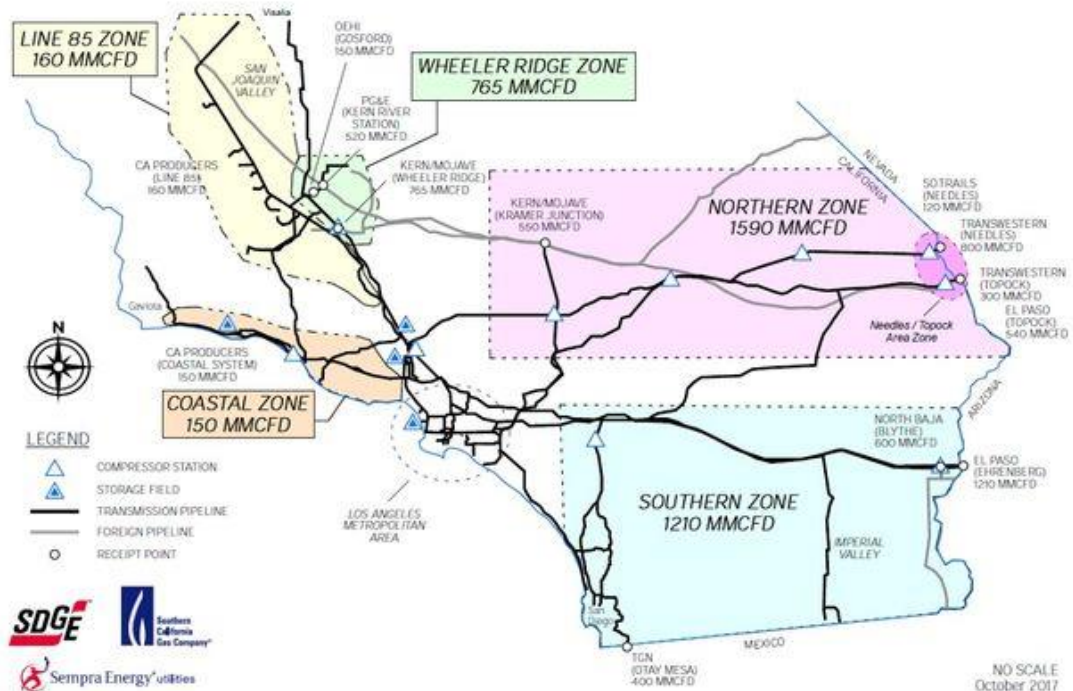 Visalia
LINE 85 ZONE
160 MMCFD
OEHI
(GOSFORD)
150 MMCFD
SAN
JOAQUIN
VALLEY
WHEELER RIDGE ZONE
765 MMCFD
PG&E
(KERN RIVER
STATION)
520 MMCFD
CA PRODUCERS
(LINE 85)
160 MMCFD
KERN/MOJAVE
(WHEELER RIDGE)
765 MMCFD
KERN/MOJAVE
(KRAMER JUNCTION)
550 MMCFD
NEVADA
CALIFORNIA
NORTHERN ZONE
1590 MMCFD
SO.TRAILS
(NEEDLES)
120 MMCFD
TRANSWESTERN
(NEEDLES)
800 MMCFD
TRANSWESTERN
(TOPOCK)
300 MMCFD
EL PASO
(TOPOCK)
540 MMCFD
Needles / Topock
Area Zone
Gaviota
N
CA PRODUCERS
(COASTAL SYSTEM)
150 MMCFD
COASTAL ZONE
150 MMCFD
ARIZONA
NORTH BAJA
(BLYTHE)
600 MMCFD
EL PASO
(EHRENBERG)
1210 MMCFD
LEGEND
COMPRESSOR STATION
STORAGE FIELD
TRANSMISSION PIPELINE
FOREIGN PIPELINE
RECEIPT POINT
LOS ANGELES
METROPOLITAN
AREA
SOUTHERN ZONE
1210 MMCFD
IMPERIAL
VALLEY
San
Diego
MEXICO
TGN
(OTAY MESA)
400 MMCFD
SDGE
Southern
California
Gas Company®
Sempra Energy® utilities
NO SCALE
October 2017